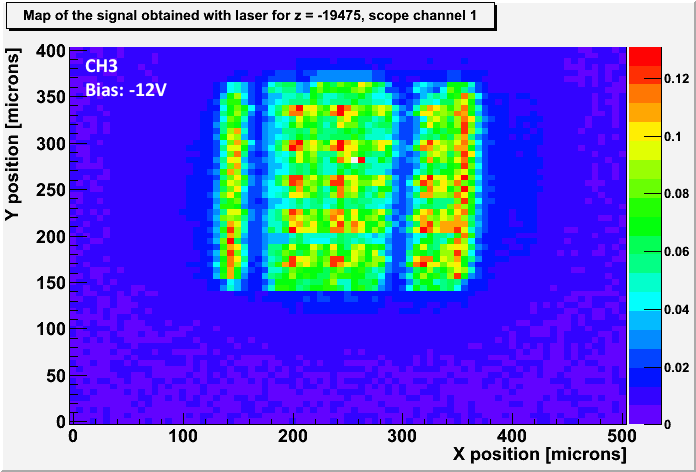 Map of the signal obtained with laser for z = -19475, scope channel 1
CH3
Bias: -12V
Y position [microns]
400
350
300
250
200
150
100
50
0
0 100 200 300 400 500
X position [microns]
0.12
0.1
0.08
0.06
0.04
0.02
0